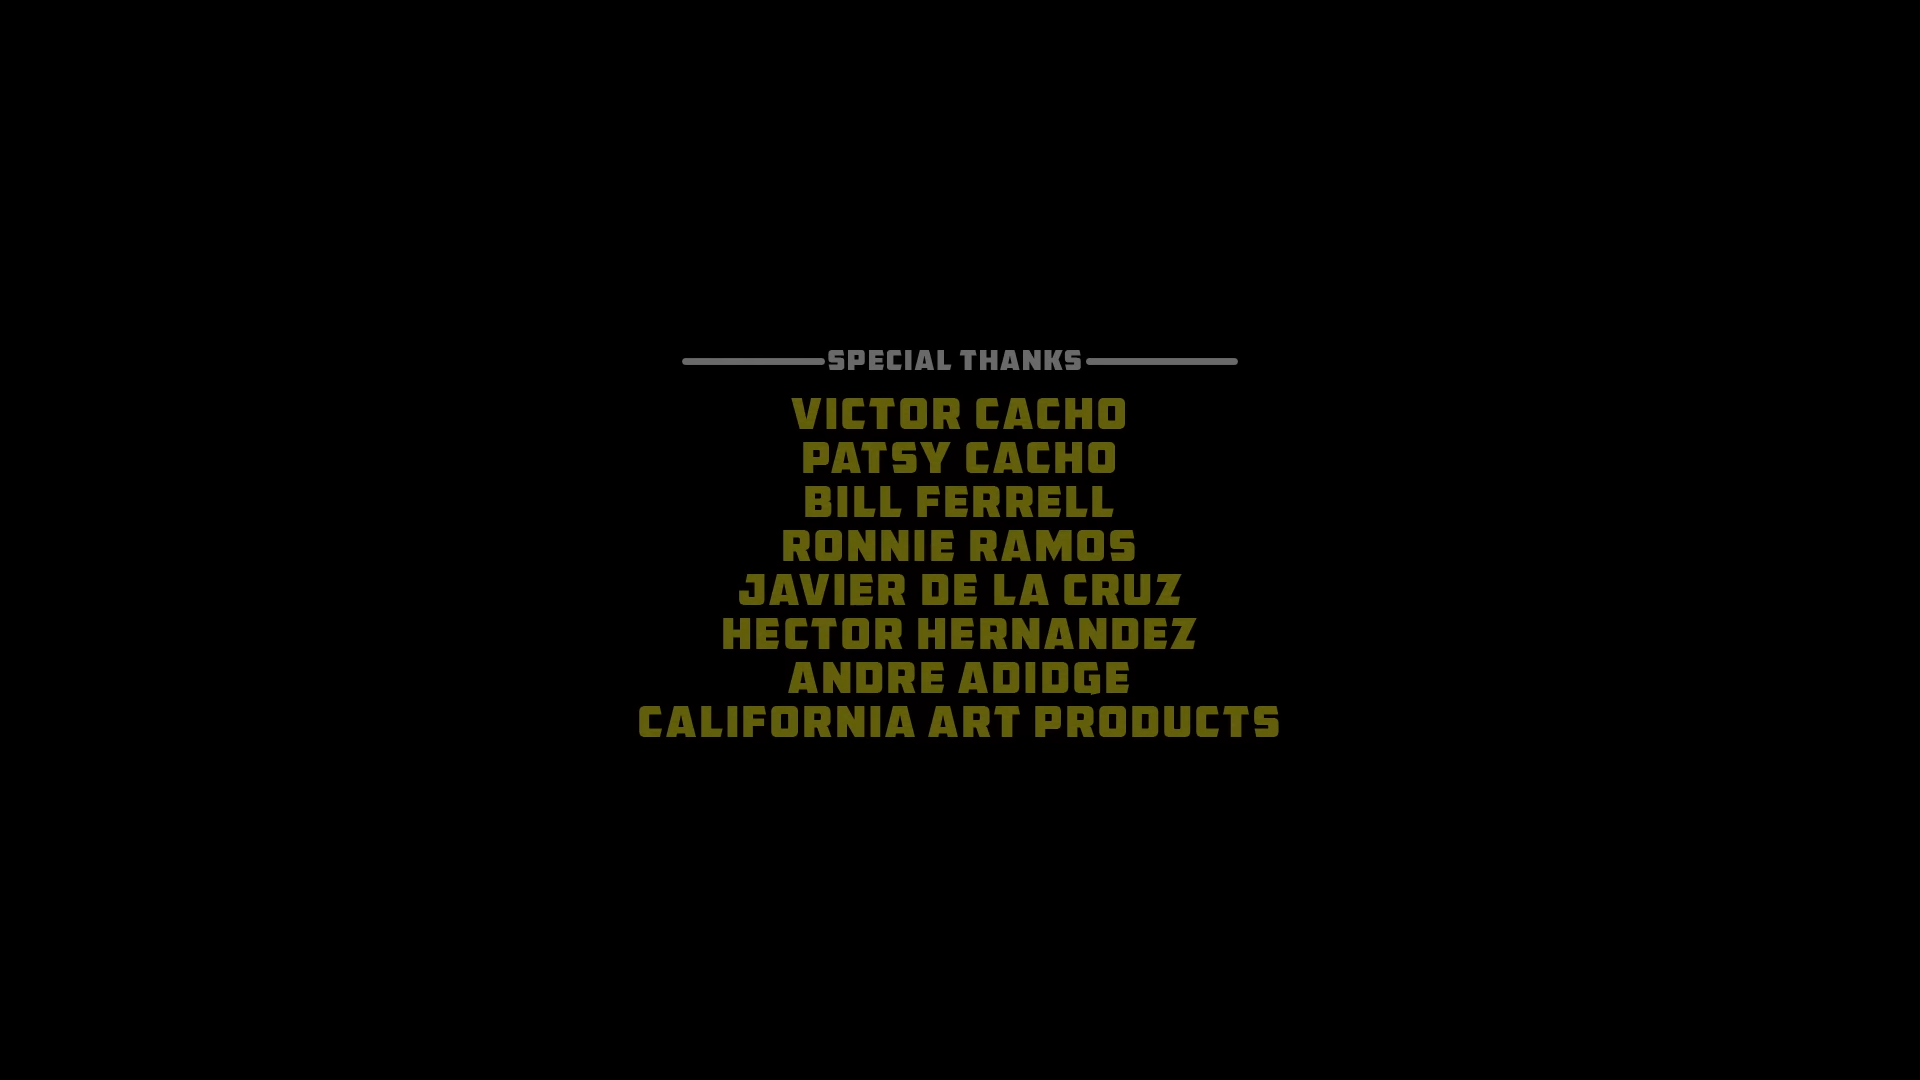 SPECIAL THANKS
VICTOR CACHO
PATSY CACHO
BILL FERRELL
RONNIE RAMOS
JAVIER DE LA CRUZ
HECTOR HERNANDEZ
ANDRE ADIDGE
CALIFORNIA ART PRODUCTS